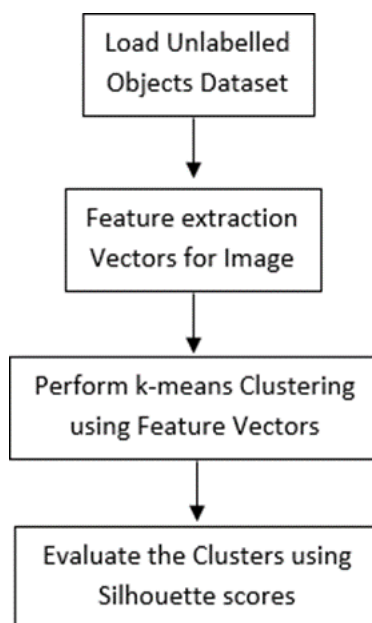 Load Unlabelled
Objects Dataset
Feature extraction
Vectors for Image
Perform k-means Clustering
using Feature Vectors
Evaluate the Clusters using
Silhouette scores